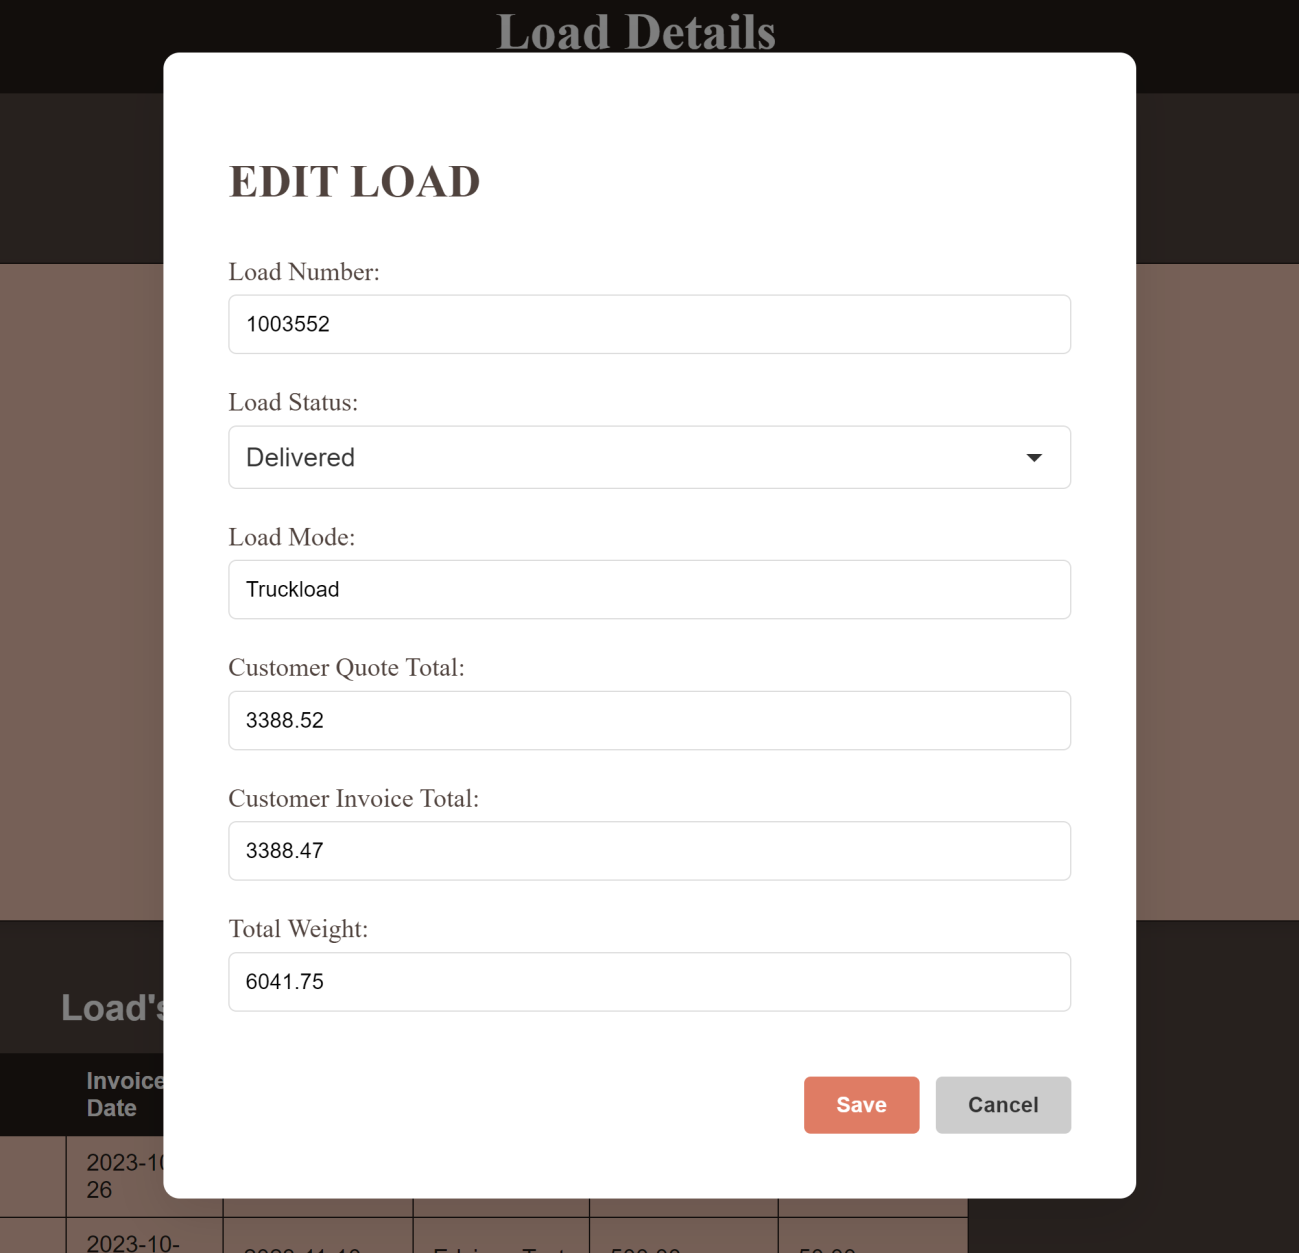 Load Details
EDIT LOAD
Load Number:
1003552
Load Status:
Delivered
Load Mode:
Truckload
Customer Quote Total:
3388.52
Customer Invoice Total:
3388.47
Total Weight:
6041.75
Save
Cancel
Load's
Invoice
Date
2023-10
26
2023-10-